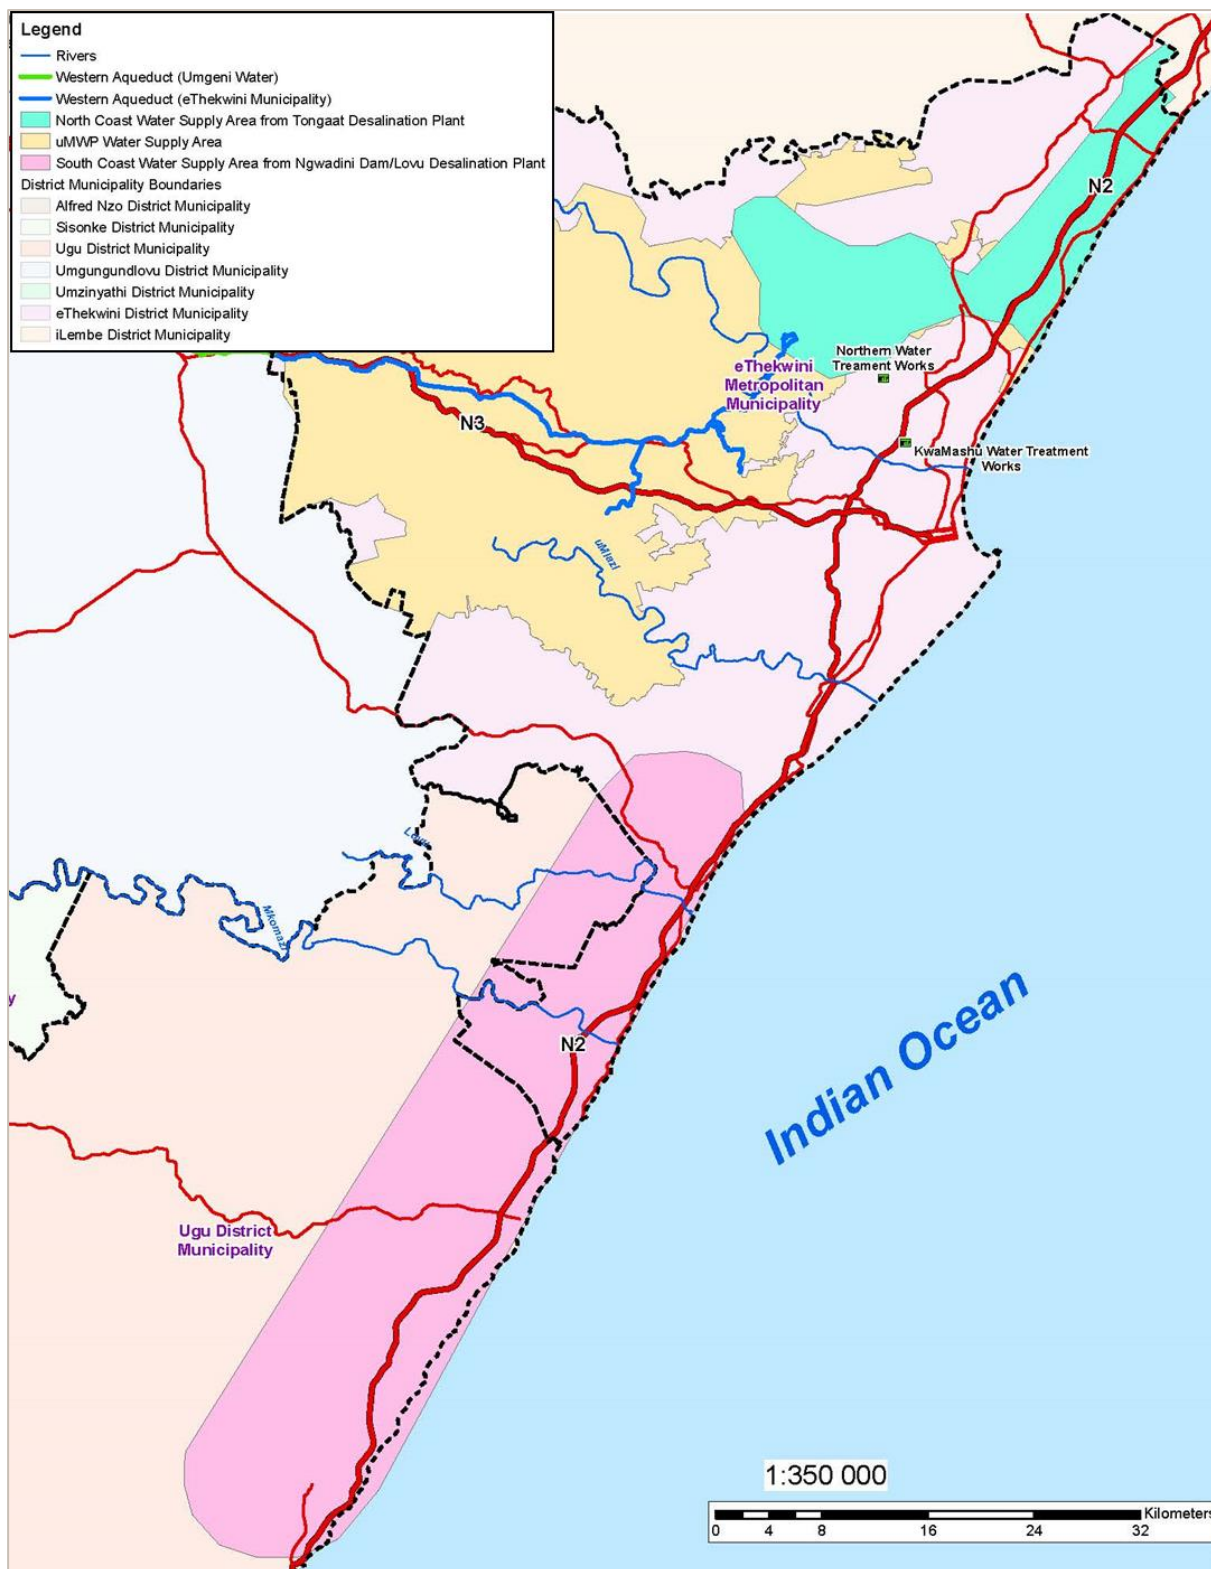 Legend
Rivers
Western Aqueduct (Umgeni Water)
Western Aqueduct (eThekwini Municipality)
North Coast Water Supply Area from Tongaat Desalination Plant
uMWP Water Supply Area
South Coast Water Supply Area from Ngwadini Dam/Lovu Desalination Plant
District Municipality Boundaries
Alfred Nzo District Municipality
Sisonke District Municipality
Ugu District Municipality
Umgungundlovu District Municipality
Umzinyathi District Municipality
eThekwini District Municipality
iLembe District Municipality
N2
Northern Water
Treament Works
eThekwini
Metropolitan
Municipality
N3
KwaMashu Water Treatment
Works
uMlazi
Mkomazi
y
N2
Indian Ocean
Ugu District
Municipality
1:350 000
Kilometers
0 4 8 16 24 32